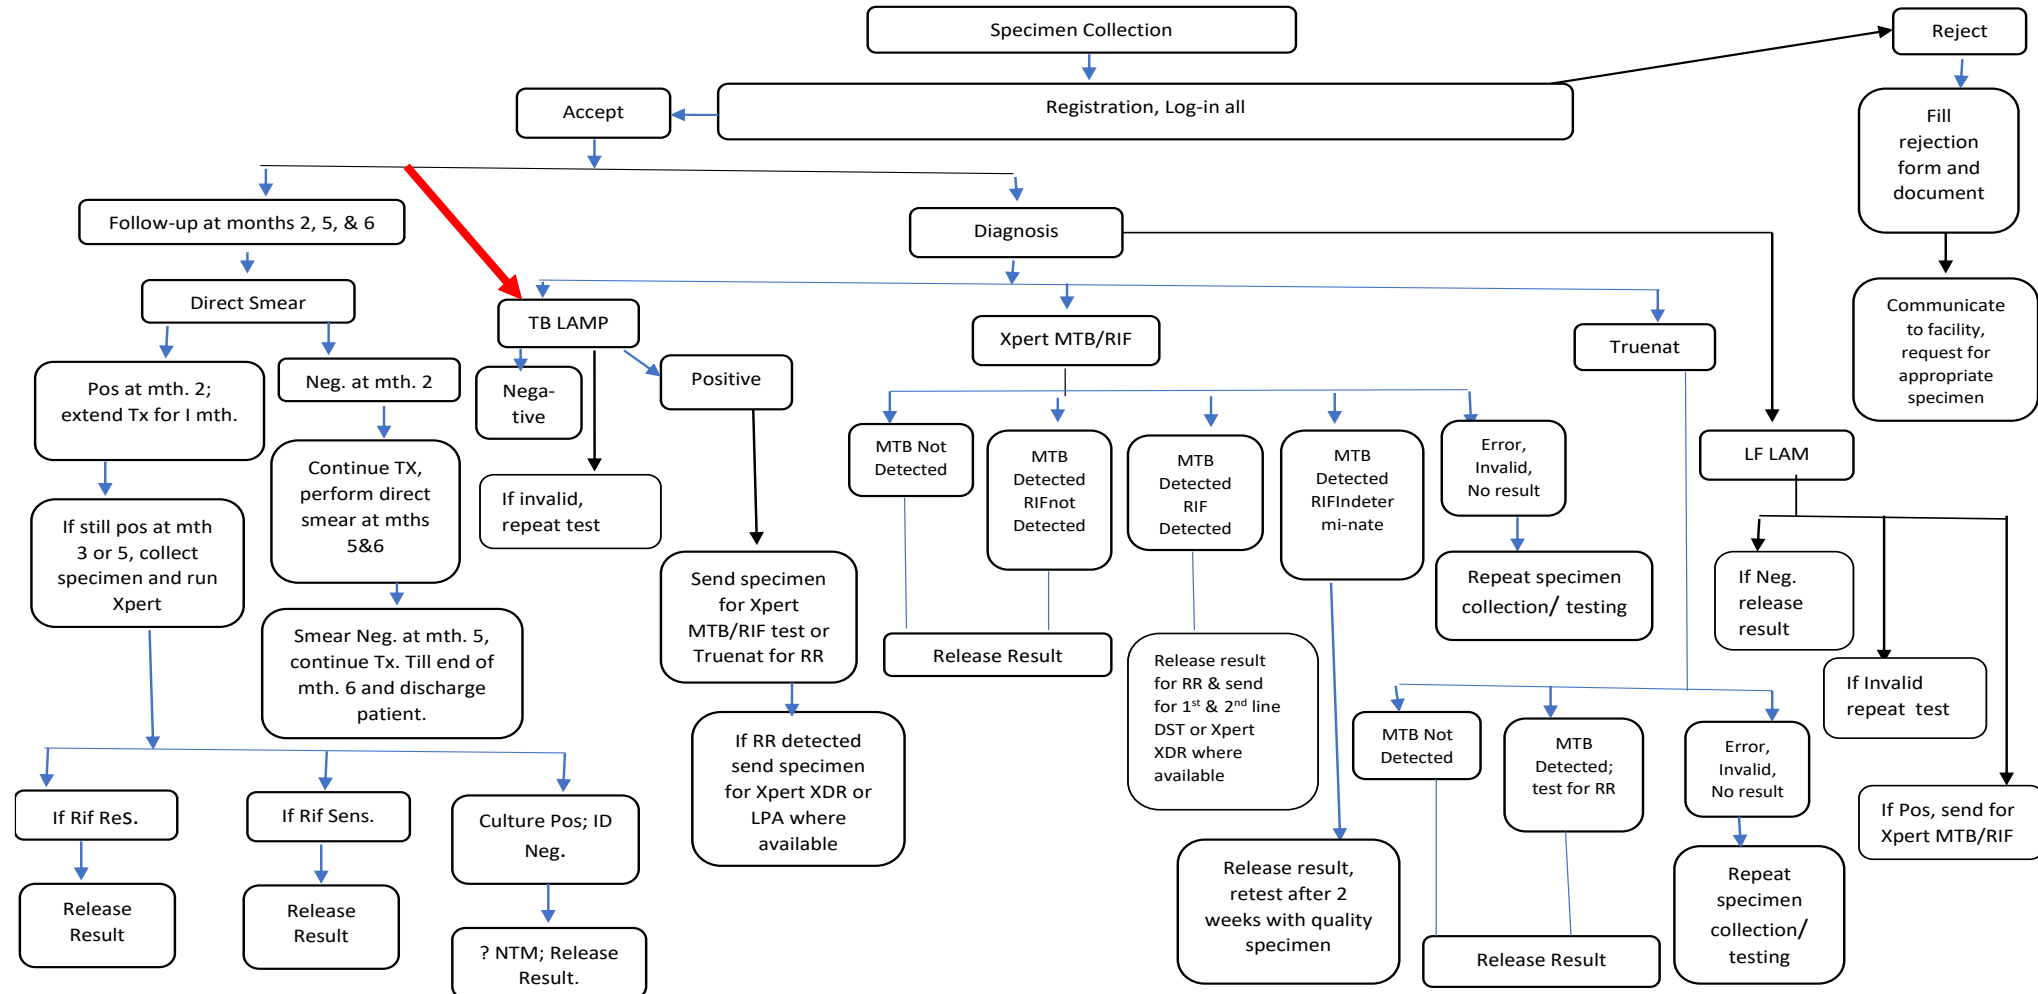 Specimen Collection
Reject
Accept
Registration, Log-in all
Fill
rejection
form and
document
Follow-up at months 2, 5, & 6
Diagnosis
Direct Smear
TB LAMP
Xpert MTB/RIF
Truenat
Communicate
to facility,
request for
appropriate
specimen
Pos at mth. 2;
extend Tx for I mth.
Neg. at mth. 2
Nega-
tive
Positive
MTB Not
Detected
MTB
Detected
RIFnot
Detected
MTB
Detected
RIF
Detected
MTB
Detected
RIFIndeter
mi-nate
Error,
Invalid,
No result
LF LAM
If still pos at mth
3 or 5, collect
specimen and run
Xpert
Continue TX,
perform direct
smear at mths
5&6
If invalid,
repeat test
Send specimen
for Xpert
MTB/RIF test or
Truenat for RR
Repeat specimen
collection/ testing
If Neg.
release
result
Smear Neg. at mth. 5,
continue Tx. Till end of
mth. 6 and discharge
patient.
Release Result
Release result
for RR & send
for 1st & 2nd line
DST or Xpert
XDR where
available
If Invalid
repeat test
If RR detected
send specimen
for Xpert XDR or
LPA where
available
MTB Not
Detected
MTB
Detected;
test for RR
Error,
Invalid,
No result
If Pos, send for
Xpert MTB/RIF
If Rif Res.
If Rif Sens.
Culture Pos; ID
Neg.
Release result,
retest after 2
weeks with quality
specimen
Repeat
specimen
collection/
testing
Release
Result
Release
Result
? NTM; Release
Result.
Release Result